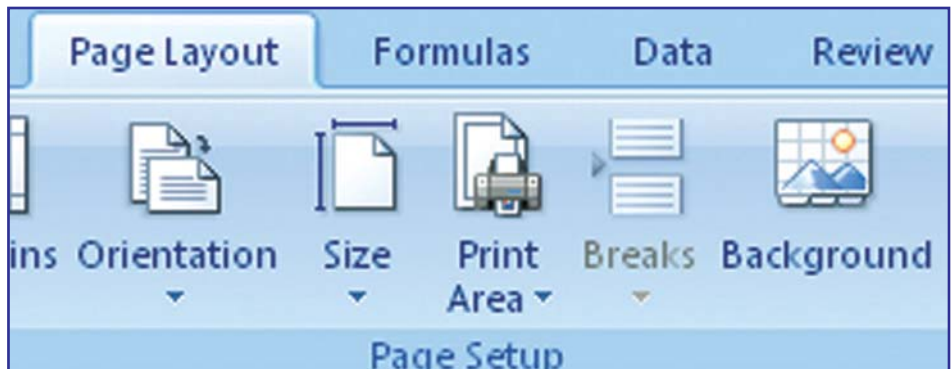 Page Layout Formulas Data Review
ins Orientation Size Print Area Breaks Background
Page Setup